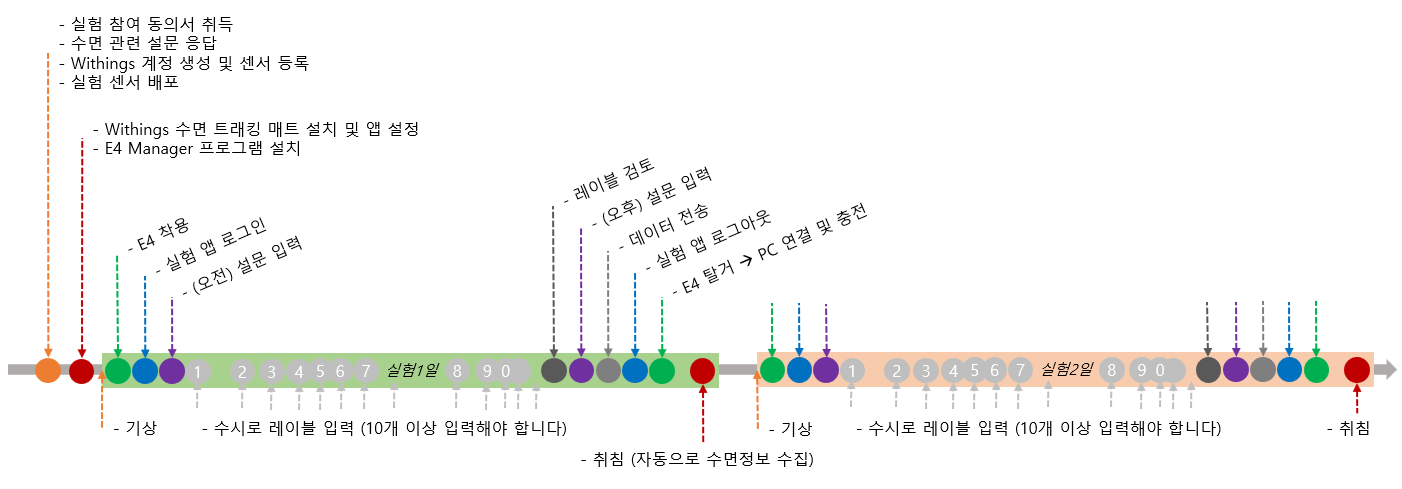 - 실험 참여 동의서 취득
- 수면 관련 설문 응답
- Withings 계정 생성 및 센서 등록
- 실험 센서 배포
- Withings 수면 트래킹 매트 설치 및 앱 설정
- E4 Manager 프로그램 설치
- E4 착용
- 실험 앱 로그인
- (오전) 설문 입력
- 레이블 검토
- (오후) 설문 입력
- 데이터 전송
- 실험 앱 로그아웃
- E4 탈거 → PC 연결 및 충전
1 2 3 4 5 6 7 실험1일 8 9 0
1 2 3 4 5 6 7 실험2일 8 9 0
- 기상
- 수시로 레이블 입력 (10개 이상 입력해야 합니다)
- 취침 (자동으로 수면정보 수집)
- 기상
- 수시로 레이블 입력 (10개 이상 입력해야 합니다)
- 취침